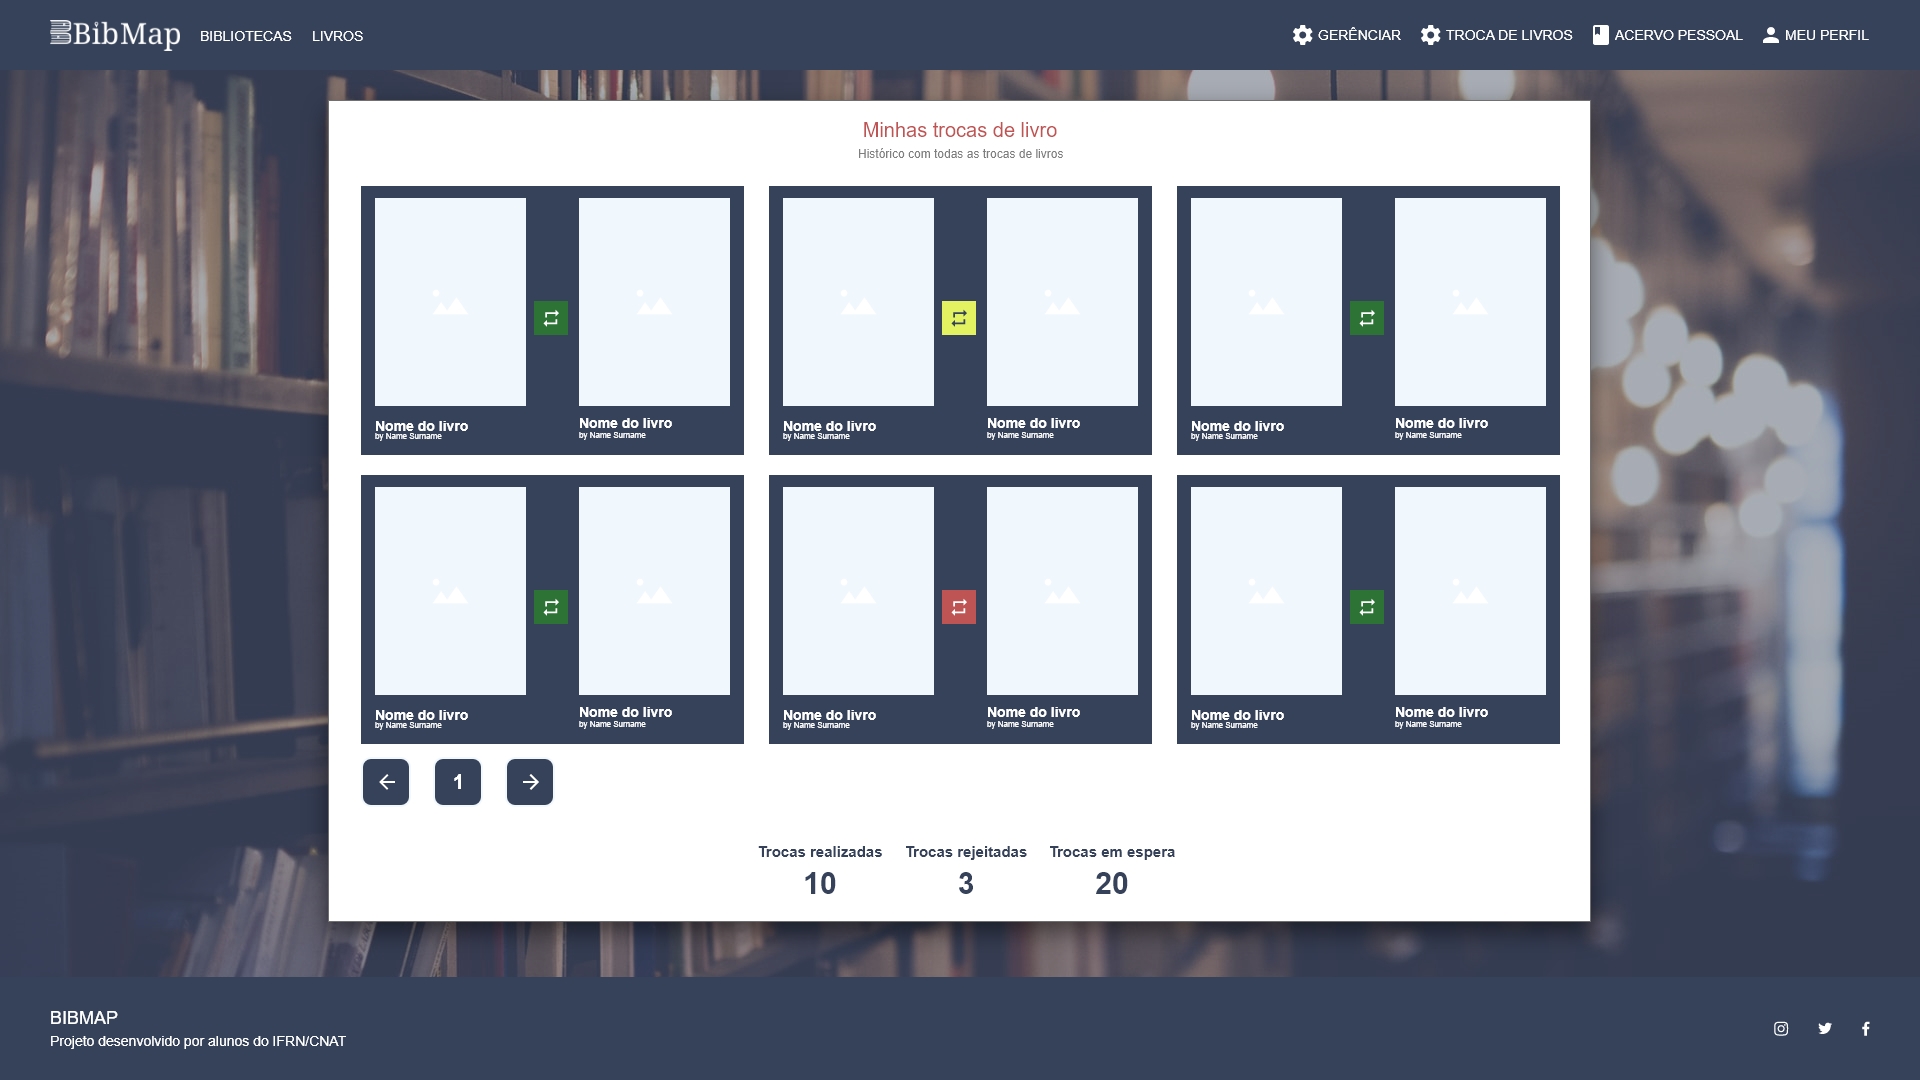 BibMap
BIBLIOTECAS
LIVROS
GERÊNCIAR
TROCA DE LIVROS
ACERVO PESSOAL
MEU PERFIL
Minhas trocas de livro
Histórico com todas as trocas de livros
Nome do livro
by Name Surname
Nome do livro
by Name Surname
Nome do livro
by Name Surname
Nome do livro
by Name Surname
Nome do livro
by Name Surname
Nome do livro
by Name Surname
Nome do livro
by Name Surname
Nome do livro
by Name Surname
Nome do livro
by Name Surname
Nome do livro
by Name Surname
Nome do livro
by Name Surname
Nome do livro
by Name Surname
1
Trocas realizadas
10
Trocas rejeitadas
3
Trocas em espera
20
BIBMAP
Projeto desenvolvido por alunos do IFRN/CNAT